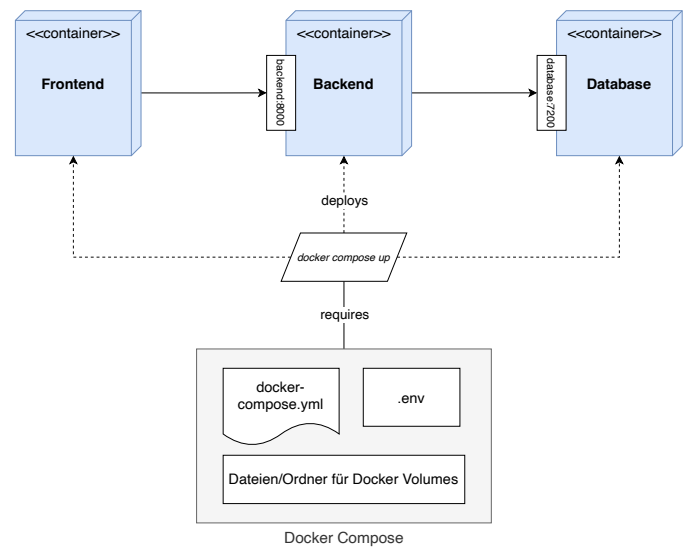 <<container>>
Frontend
<<container>>
Backend
backend:8000
<<container>>
Database
database:7200
deploys
docker compose up
requires
docker-
compose.yml
.env
Dateien/Ordner für Docker Volumes
Docker Compose